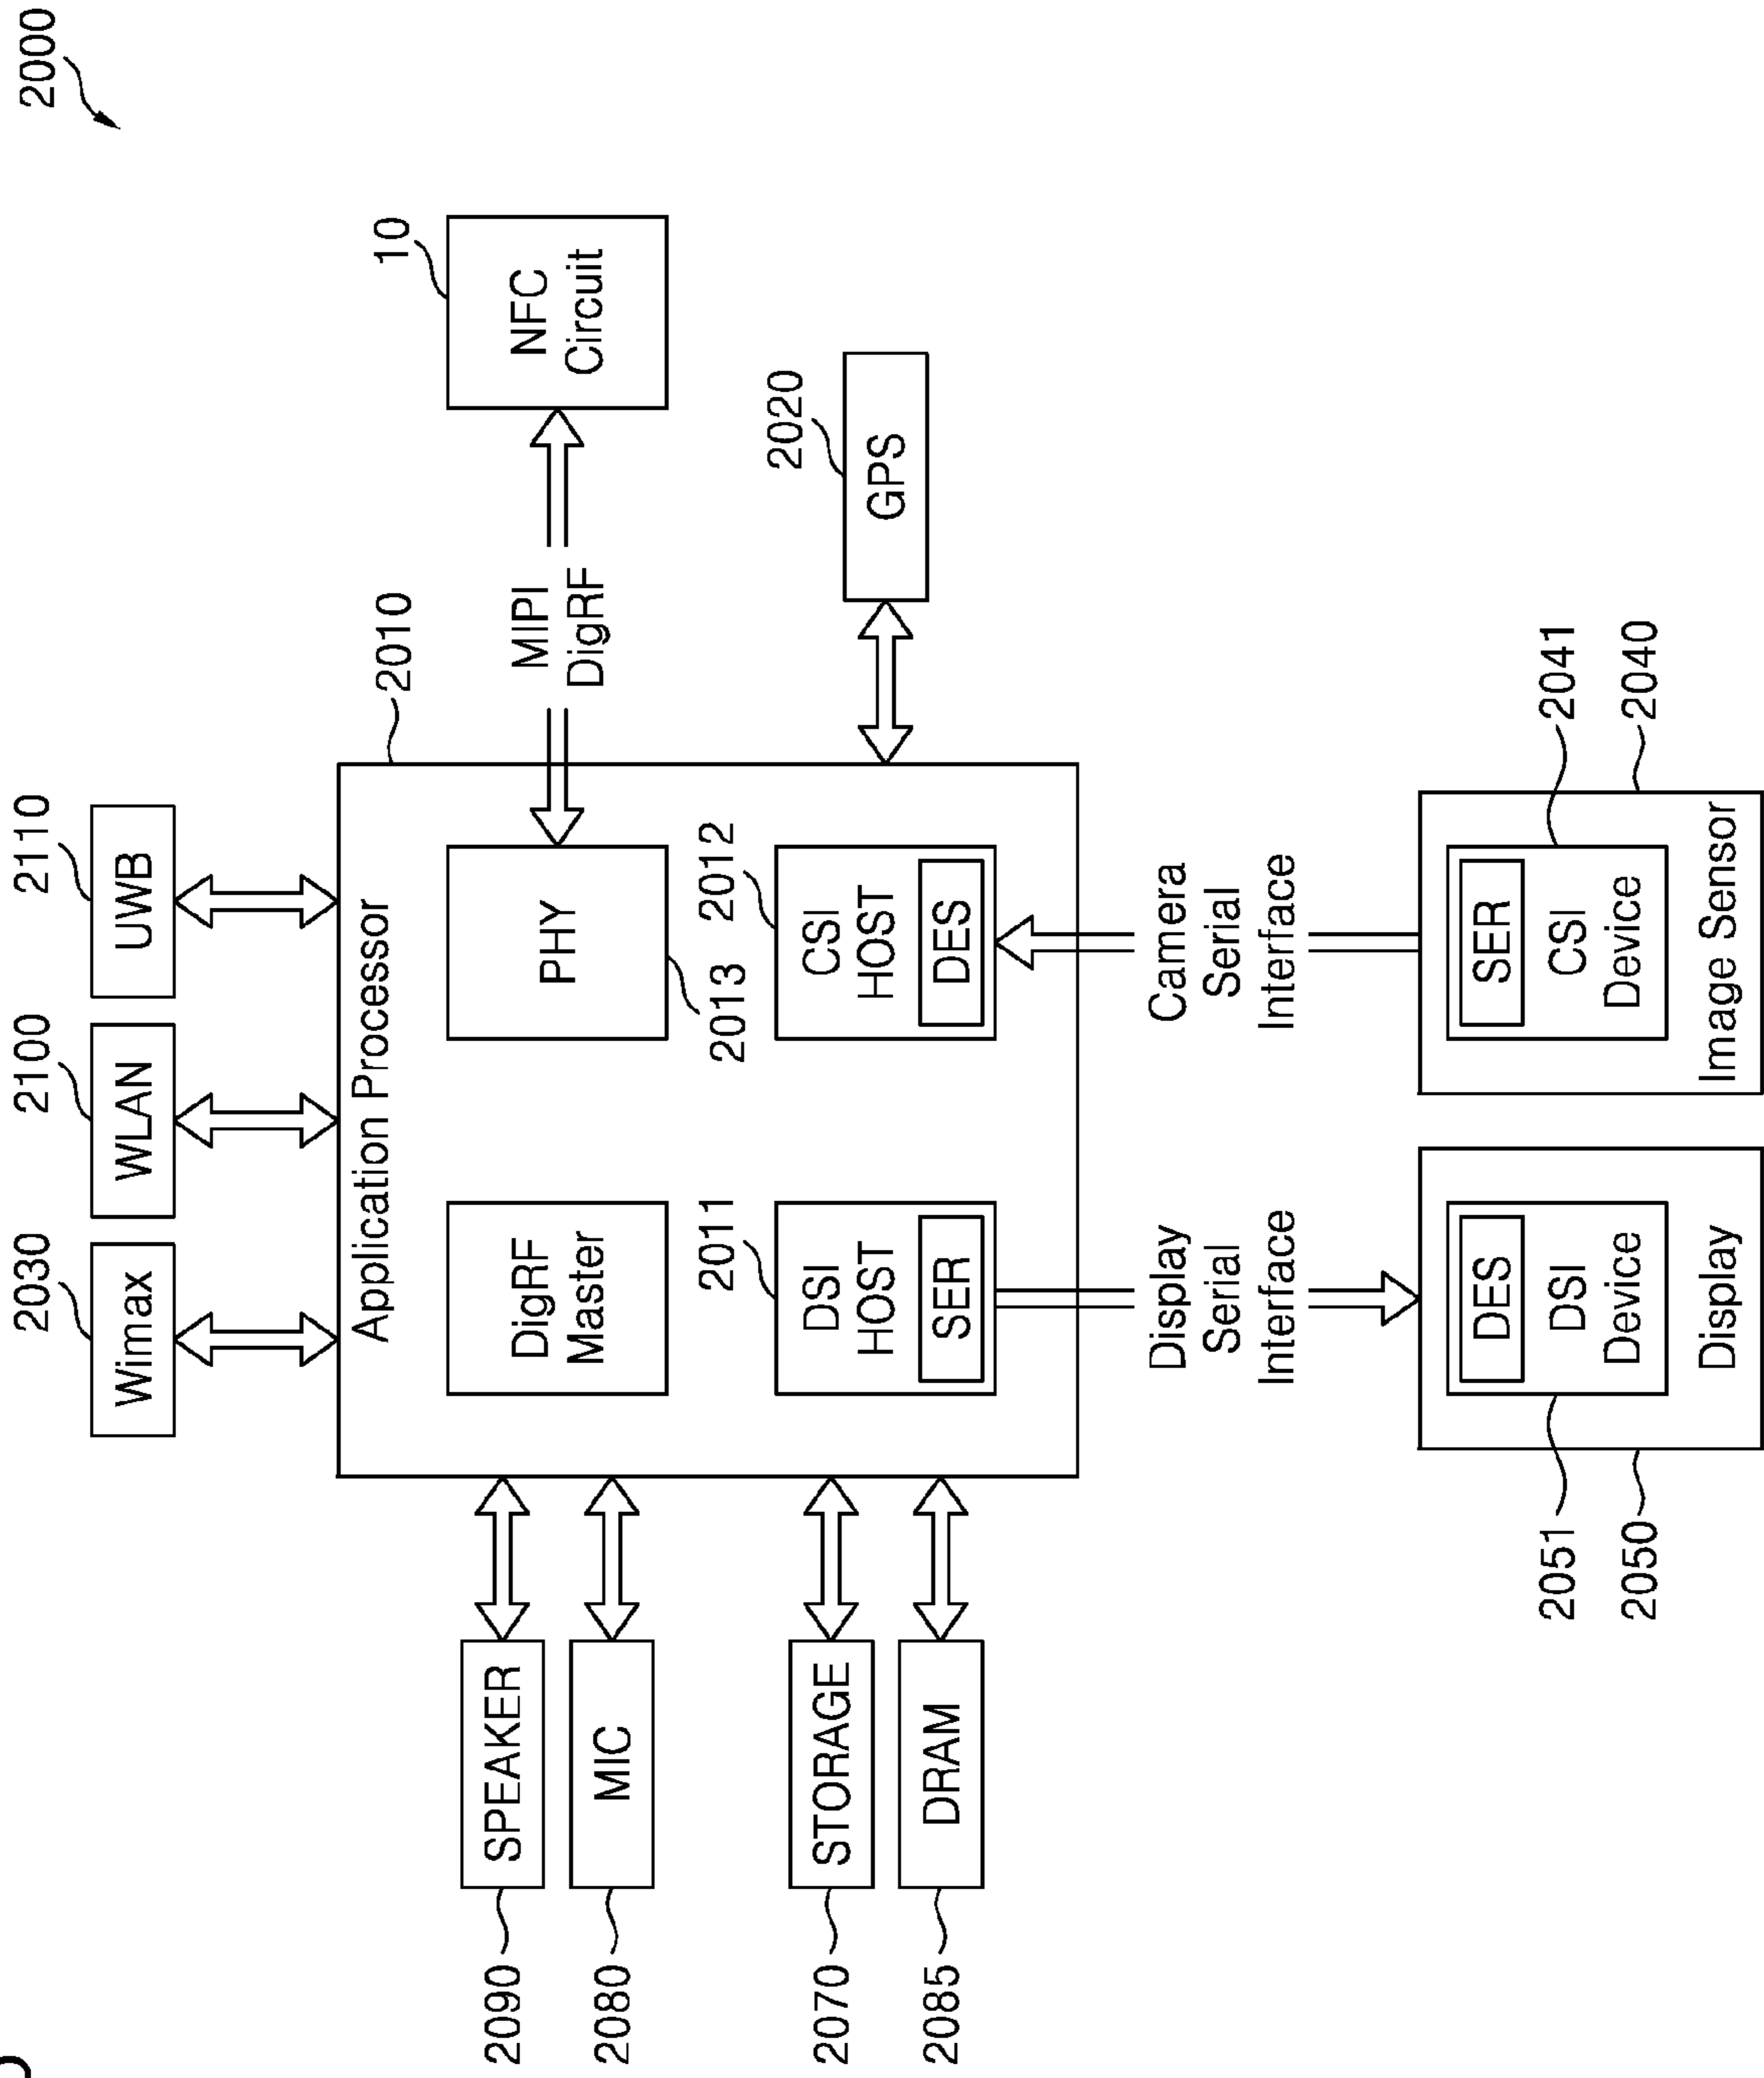 2000
2030
2100
2110
Wimax
WLAN
UWB
2010
Application Processor
10
NFC
Circuit
MIPI
DigRF
DigRF
Master
PHY
2013
2090
SPEAKER
2080
MIC
2070
STORAGE
2085
DRAM
2011
DSI
HOST
SER
2012
CSI
HOST
DES
2020
GPS
Display
Serial
Interface
Camera
Serial
Interface
2051
2050
DES
DSI
Device
Display
SER
CSI
Device
Image Sensor
2041
2040